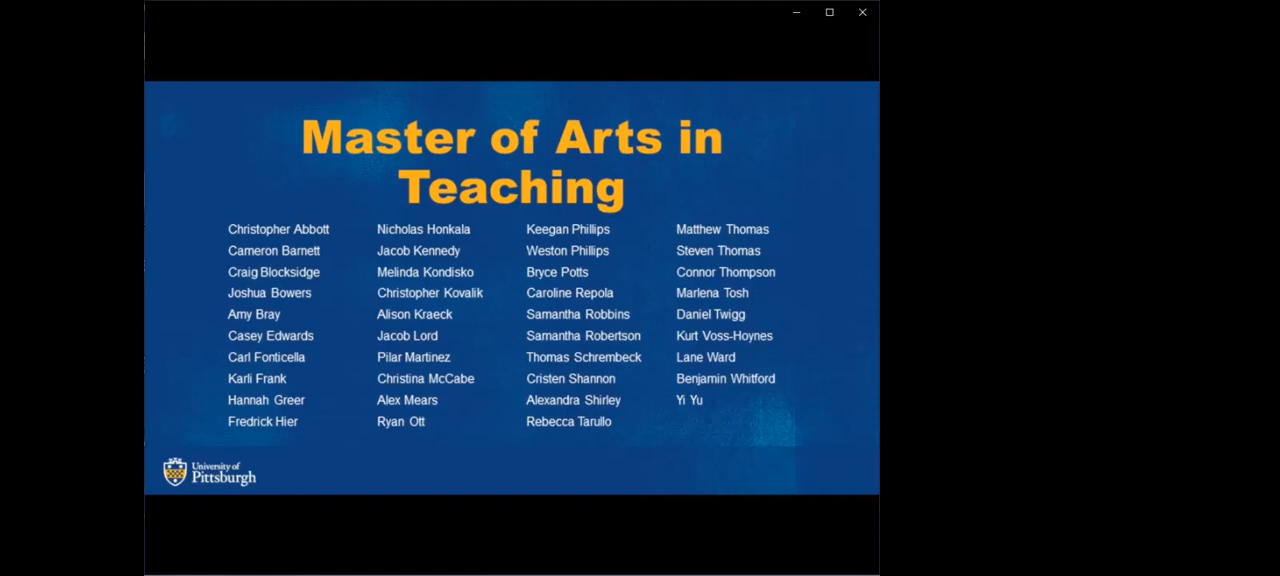 Master of Arts in
Teaching
Christopher Abbott
Cameron Barnett
Craig Blocksidge
Joshua Bowers
Amy Bray
Casey Edwards
Carl Fonticella
Karli Frank
Hannah Greer
Fredrick Hier
Nicholas Honkala
Jacob Kennedy
Melinda Kondisko
Christopher Kovalik
Alison Kraeck
Jacob Lord
Pilar Martinez
Christina McCabe
Alex Mears
Ryan Ott
Keegan Phillips
Weston Phillips
Bryce Potts
Caroline Repola
Samantha Robbins
Samantha Robertson
Thomas Schrembeck
Cristen Shannon
Alexandra Shirley
Rebecca Tarullo
Matthew Thomas
Steven Thomas
Connor Thompson
Marlena Tosh
Daniel Twigg
Kurt Voss-Hoynes
Lane Ward
Benjamin Whitford
Yi Yu
University of
Pittsburgh